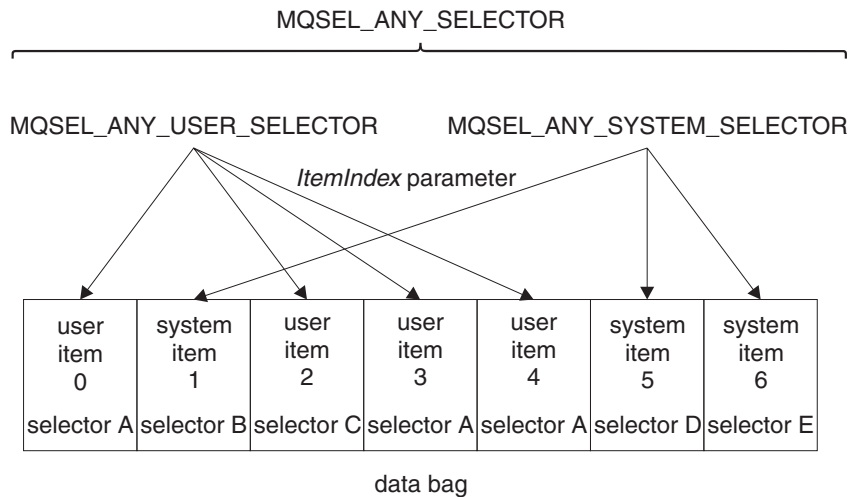 MQSEL_ANY_SELECTOR
MQSEL_ANY_USER_SELECTOR MQSEL_ANY_SYSTEM_SELECTOR
ItemIndex parameter
user system user user user system system
item item item item item item item
0 1 2 3 4 5 6
selector A selector B selector C selector A selector A selector D selector E
data bag